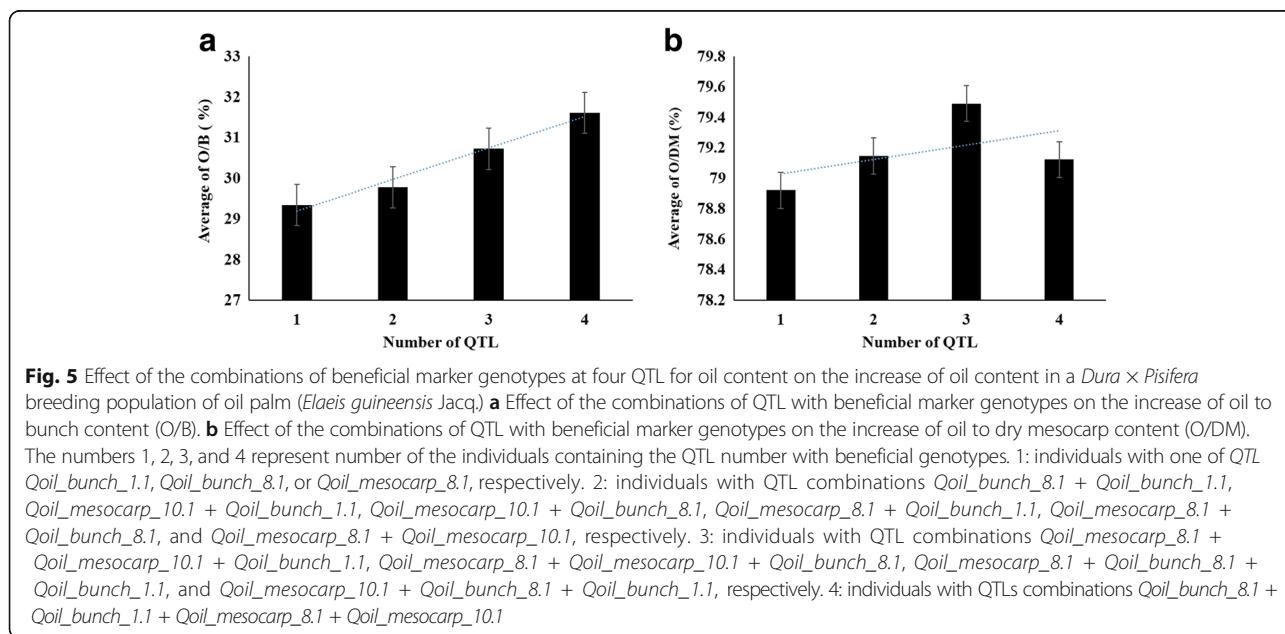 a
33
32
31
30
29
28
27
Average of O/B ( %)
1 2 3 4
Number of QTL
b
79.8
79.6
79.4
79.2
79
78.8
78.6
78.4
78.2
Average of O/DM (%)
1 2 3 4
Number of QTL
Fig. 5 Effect of the combinations of beneficial marker genotypes at four QTL for oil content on the increase of oil content in a Dura × Pisifera
breeding population of oil palm (Elaeis guineensis Jacq.) a Effect of the combinations of QTL with beneficial marker genotypes on the increase of oil to
bunch content (O/B). b Effect of the combinations of QTL with beneficial marker genotypes on the increase of oil to dry mesocarp content (O/DM).
The numbers 1, 2, 3, and 4 represent number of the individuals containing the QTL number with beneficial genotypes. 1: individuals with one of QTL
Qoil_bunch_1.1, Qoil_bunch_8.1, or Qoil_mesocarp_8.1, respectively. 2: individuals with QTL combinations Qoil_bunch_8.1 + Qoil_bunch_1.1,
Qoil_mesocarp_10.1 + Qoil_bunch_1.1, Qoil_mesocarp_10.1 + Qoil_bunch_8.1, Qoil_mesocarp_8.1 + Qoil_bunch_1.1, Qoil_mesocarp_8.1 +
Qoil_bunch_8.1, and Qoil_mesocarp_8.1 + Qoil_mesocarp_10.1, respectively. 3: individuals with QTL combinations Qoil_mesocarp_8.1 +
Qoil_mesocarp_10.1 + Qoil_bunch_1.1, Qoil_mesocarp_8.1 + Qoil_mesocarp_10.1 + Qoil_bunch_8.1, Qoil_mesocarp_8.1 + Qoil_bunch_8.1 +
Qoil_bunch_1.1, and Qoil_mesocarp_10.1 + Qoil_bunch_8.1 + Qoil_bunch_1.1, respectively. 4: individuals with QTLs combinations Qoil_bunch_8.1 +
Qoil_bunch_1.1 + Qoil_mesocarp_8.1 + Qoil_mesocarp_10.1